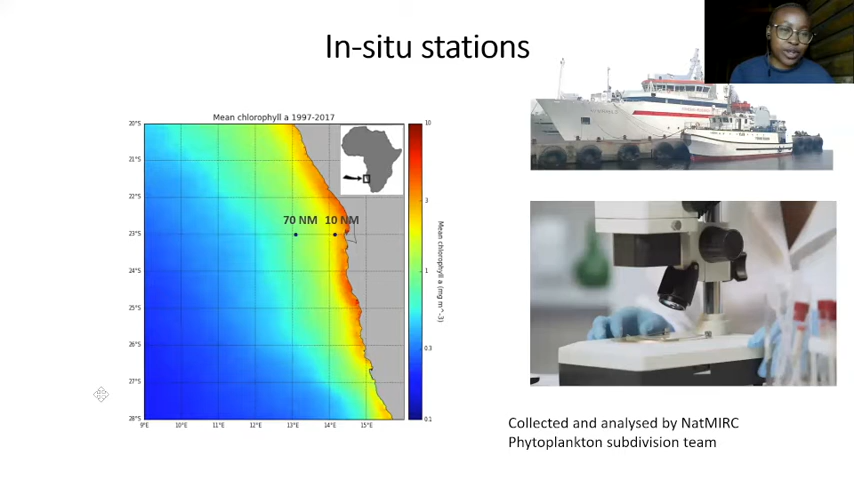 In-situ stations
Mean chlorophyll a 1997-2017
20°S
21°S
22°S
23°S
24°S
25°S
26°S
27°S
28°S
9°E 10°E 11°E 12°E 13°E 14°E 15°E
70 NM 10 NM
10
3
1
0.3
0.1
Mean chlorophyll a (mg m^-3)
Collected and analysed by NatMIRC
Phytoplankton subdivision team